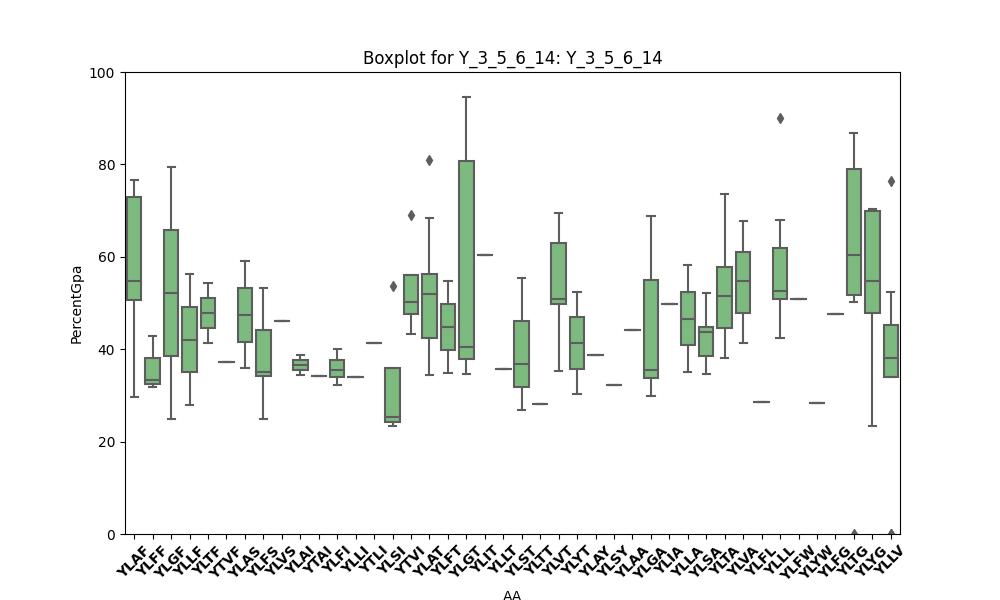 Boxplot for Y_3_5_6_14: Y_3_5_6_14
100
80
60
40
20
0
PercentGpa
YLAF YLFF YLGF YLLF YLTF YTVF YLAS YLFS YLVS YLAI YTAI YLFI YLLI YTLI YLSI YTVI YLAT YLFT YLGT YLIT YLLT YLST YLTT YLVT YLYT YLAY YLSY YLAA YLGA YLIA YLLA YLSA YLTA YLVA YLFL YLLL YLFW YLYW YLFG YLTG YLYG YLLV
AA